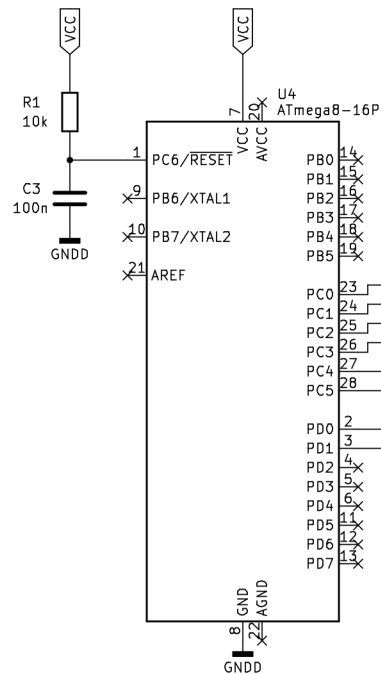 VCC
VCC
U4
ATmega8-16P
R1
10k
7
20
VCC
AVCC
1
PC6/RESET
PB0
14
PB1
15
9
PB6/XTAL1
PB2
16
C3
100n
PB3
17
10
PB7/XTAL2
PB4
18
GNDD
PB5
19
21
AREF
PC0
23
PC1
24
PC2
25
PC3
26
PC4
27
PC5
28
PD0
2
PD1
3
PD2
4
PD3
5
PD4
6
PD5
11
PD6
12
PD7
13
GND
AGND
8
22
GNDD